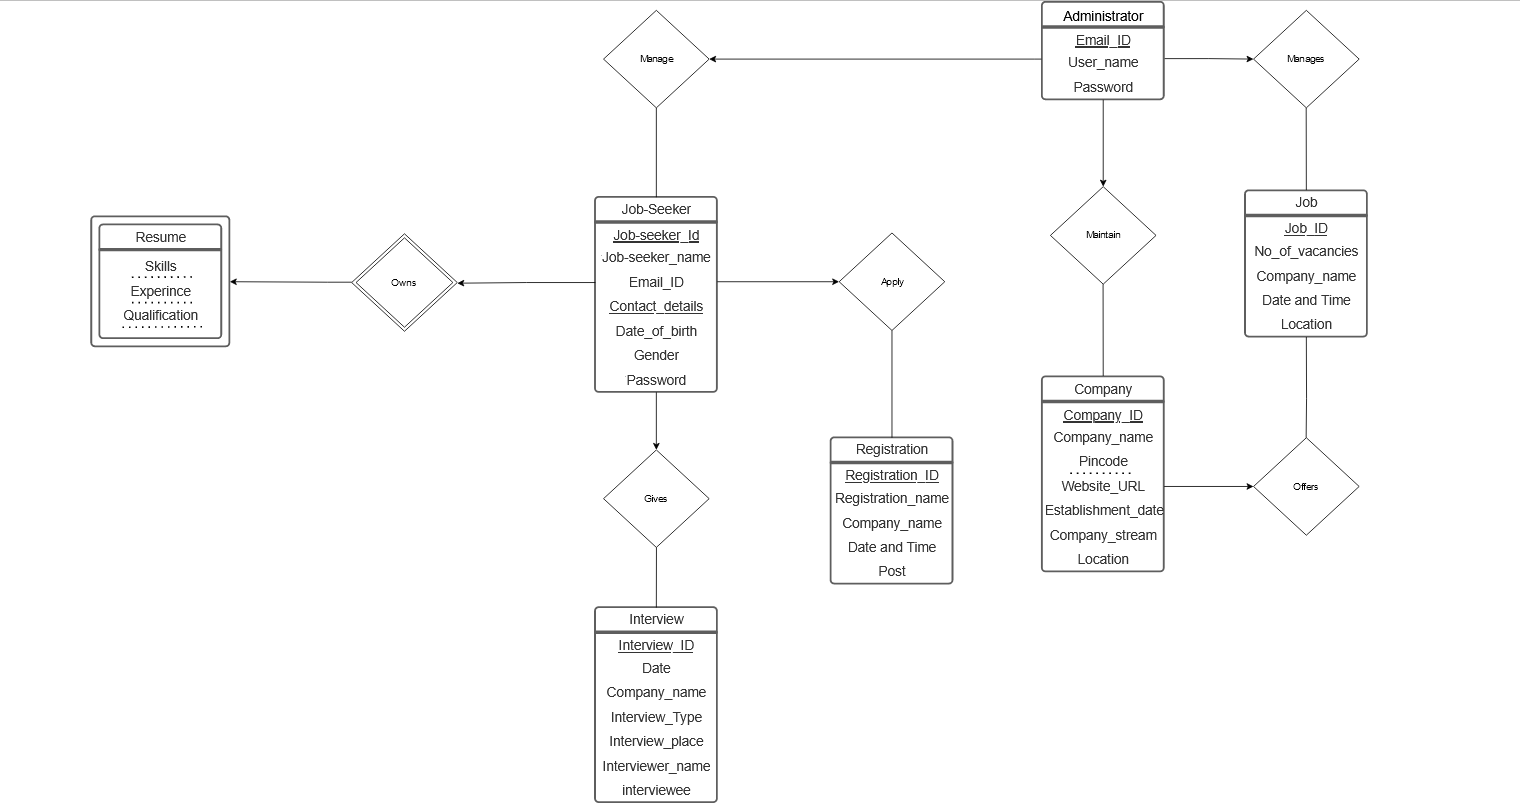 Administrator
Email_ID
User_name
Password
Manage
Manages
Job-Seeker
Job-seeker_Id
Job-seeker_name
Email_ID
Contact_details
Date_of_birth
Gender
Password
Resume
Skills
Experince
Qualification
Owns
Apply
Maintain
Job
Job_ID
No_of_vacancies
Company_name
Date and Time
Location
Company
Company_ID
Company_name
Pincode
Website_URL
Establishment_date
Company_stream
Location
Offers
Gives
Registration
Registration_ID
Registration_name
Company_name
Date and Time
Post
Interview
Interview_ID
Date
Company_name
Interview_Type
Interview_place
Interviewer_name
interviewee